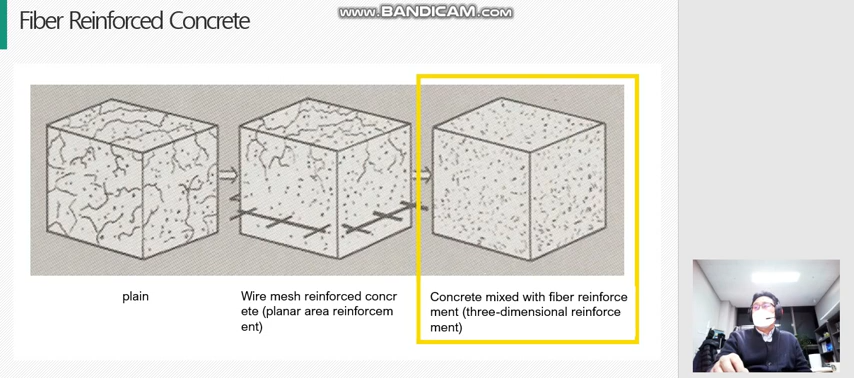 Fiber Reinforced Concrete
www.BANDICAM.com
plain
Wire mesh reinforced concr
ete (planar area reinforcem
ent)
Concrete mixed with fiber reinforce
ment (three-dimensional reinforce
ment)